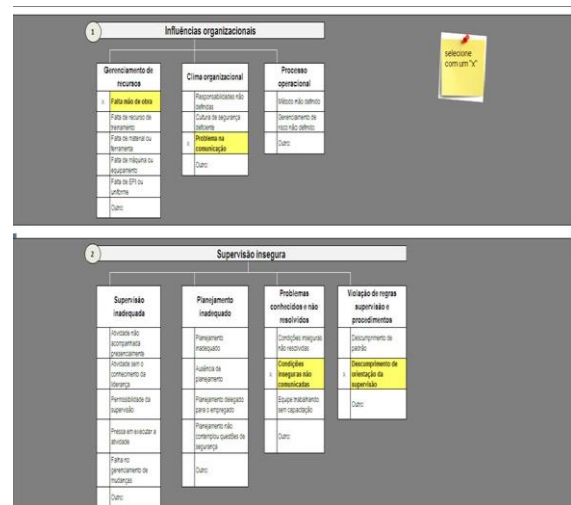 1
Influências organizacionais
selecione
com um "x"
Gerenciamento de
recursos
x Falta mão de obra
Falta de recurso de
treinamento
Falta de material ou
ferramenta
Falta de máquina ou
equipamento
Falta de EPI ou
uniforme
Outro:
Clima organizacional
Responsabilidades não
definidas
Cultura de segurança
deficiente
x Problema na
comunicação
Outro:
Processo
operacional
Método não definido
Gerenciamento de
risco não definido
Outro:
2
Supervisão insegura
Supervisão
inadequada
Atividade não
acompanhada
presencialmente
Atividade sem o
conhecimento da
liderança
Permissibilidade da
supervisão
Pressa em executar a
atividade
Falha no
gerenciamento de
mudanças
Outro:
Planejamento
inadequado
Planejamento
inadequado
Ausência de
planejamento
Planejamento delegado
para o empregado
Planejamento não
contemplou questões de
segurança
Outro:
Problemas
conhecidos e não
resolvidos
Condições inseguras
não resolvidas
x Condições
inseguras não
comunicadas
Equipe trabalhando
sem capacitação
Outro:
Violação de regras
supervisão e
procedimentos
Descumprimento de
padrão
x Descumprimento de
orientação da
supervisão
Outro: